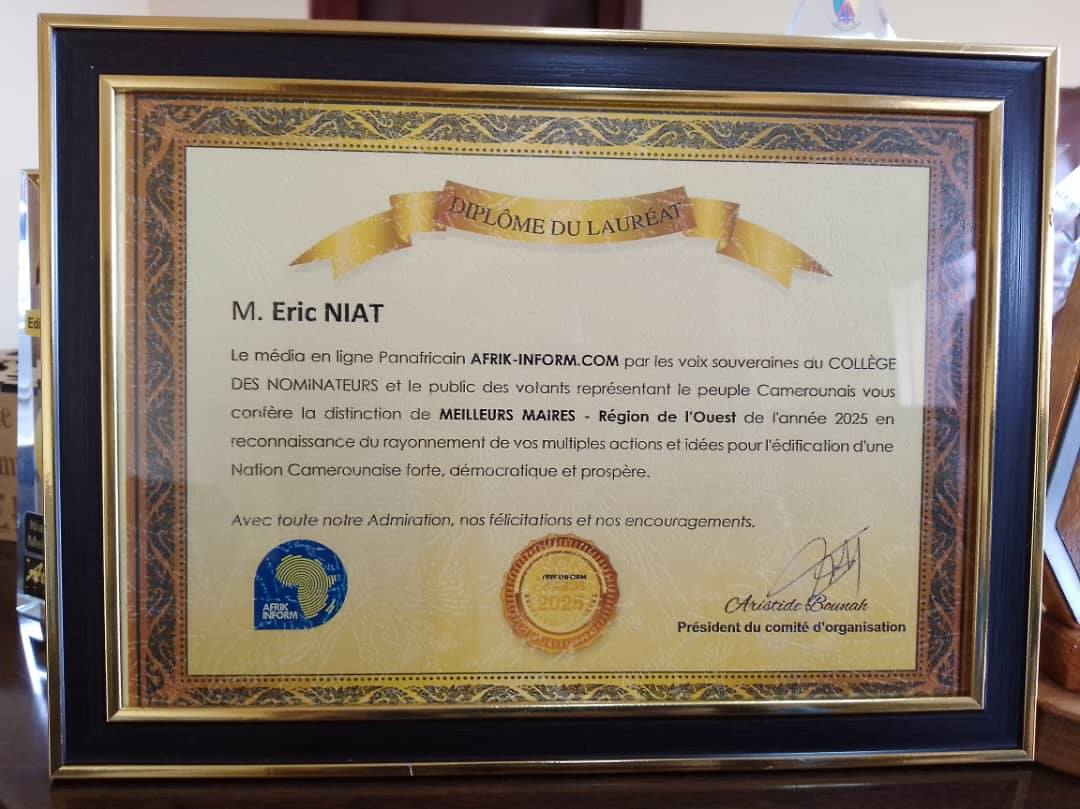 DIPLÔME DU LAURÉAT
M. Eric NIAT
Le média en ligne Panafricain AFRIK-INFORM.COM par les voix souveraines du COLLÈGE
DES NOMINATEURS et le public des votants représentant le peuple Camerounais vous
confère la distinction de MEILLEURS MAIRES - Région de l'Ouest de l'année 2025 en
reconnaissance du rayonnement de vos multiples actions et idées pour l'édification d'une
Nation Camerounaise forte, démocratique et prospère.
Avec toute notre Admiration, nos félicitations et nos encouragements.
AFRIK
INFORM
AFRIK-INFORM
AWARDS
2025
Aristide Bounah
Président du comité d'organisation